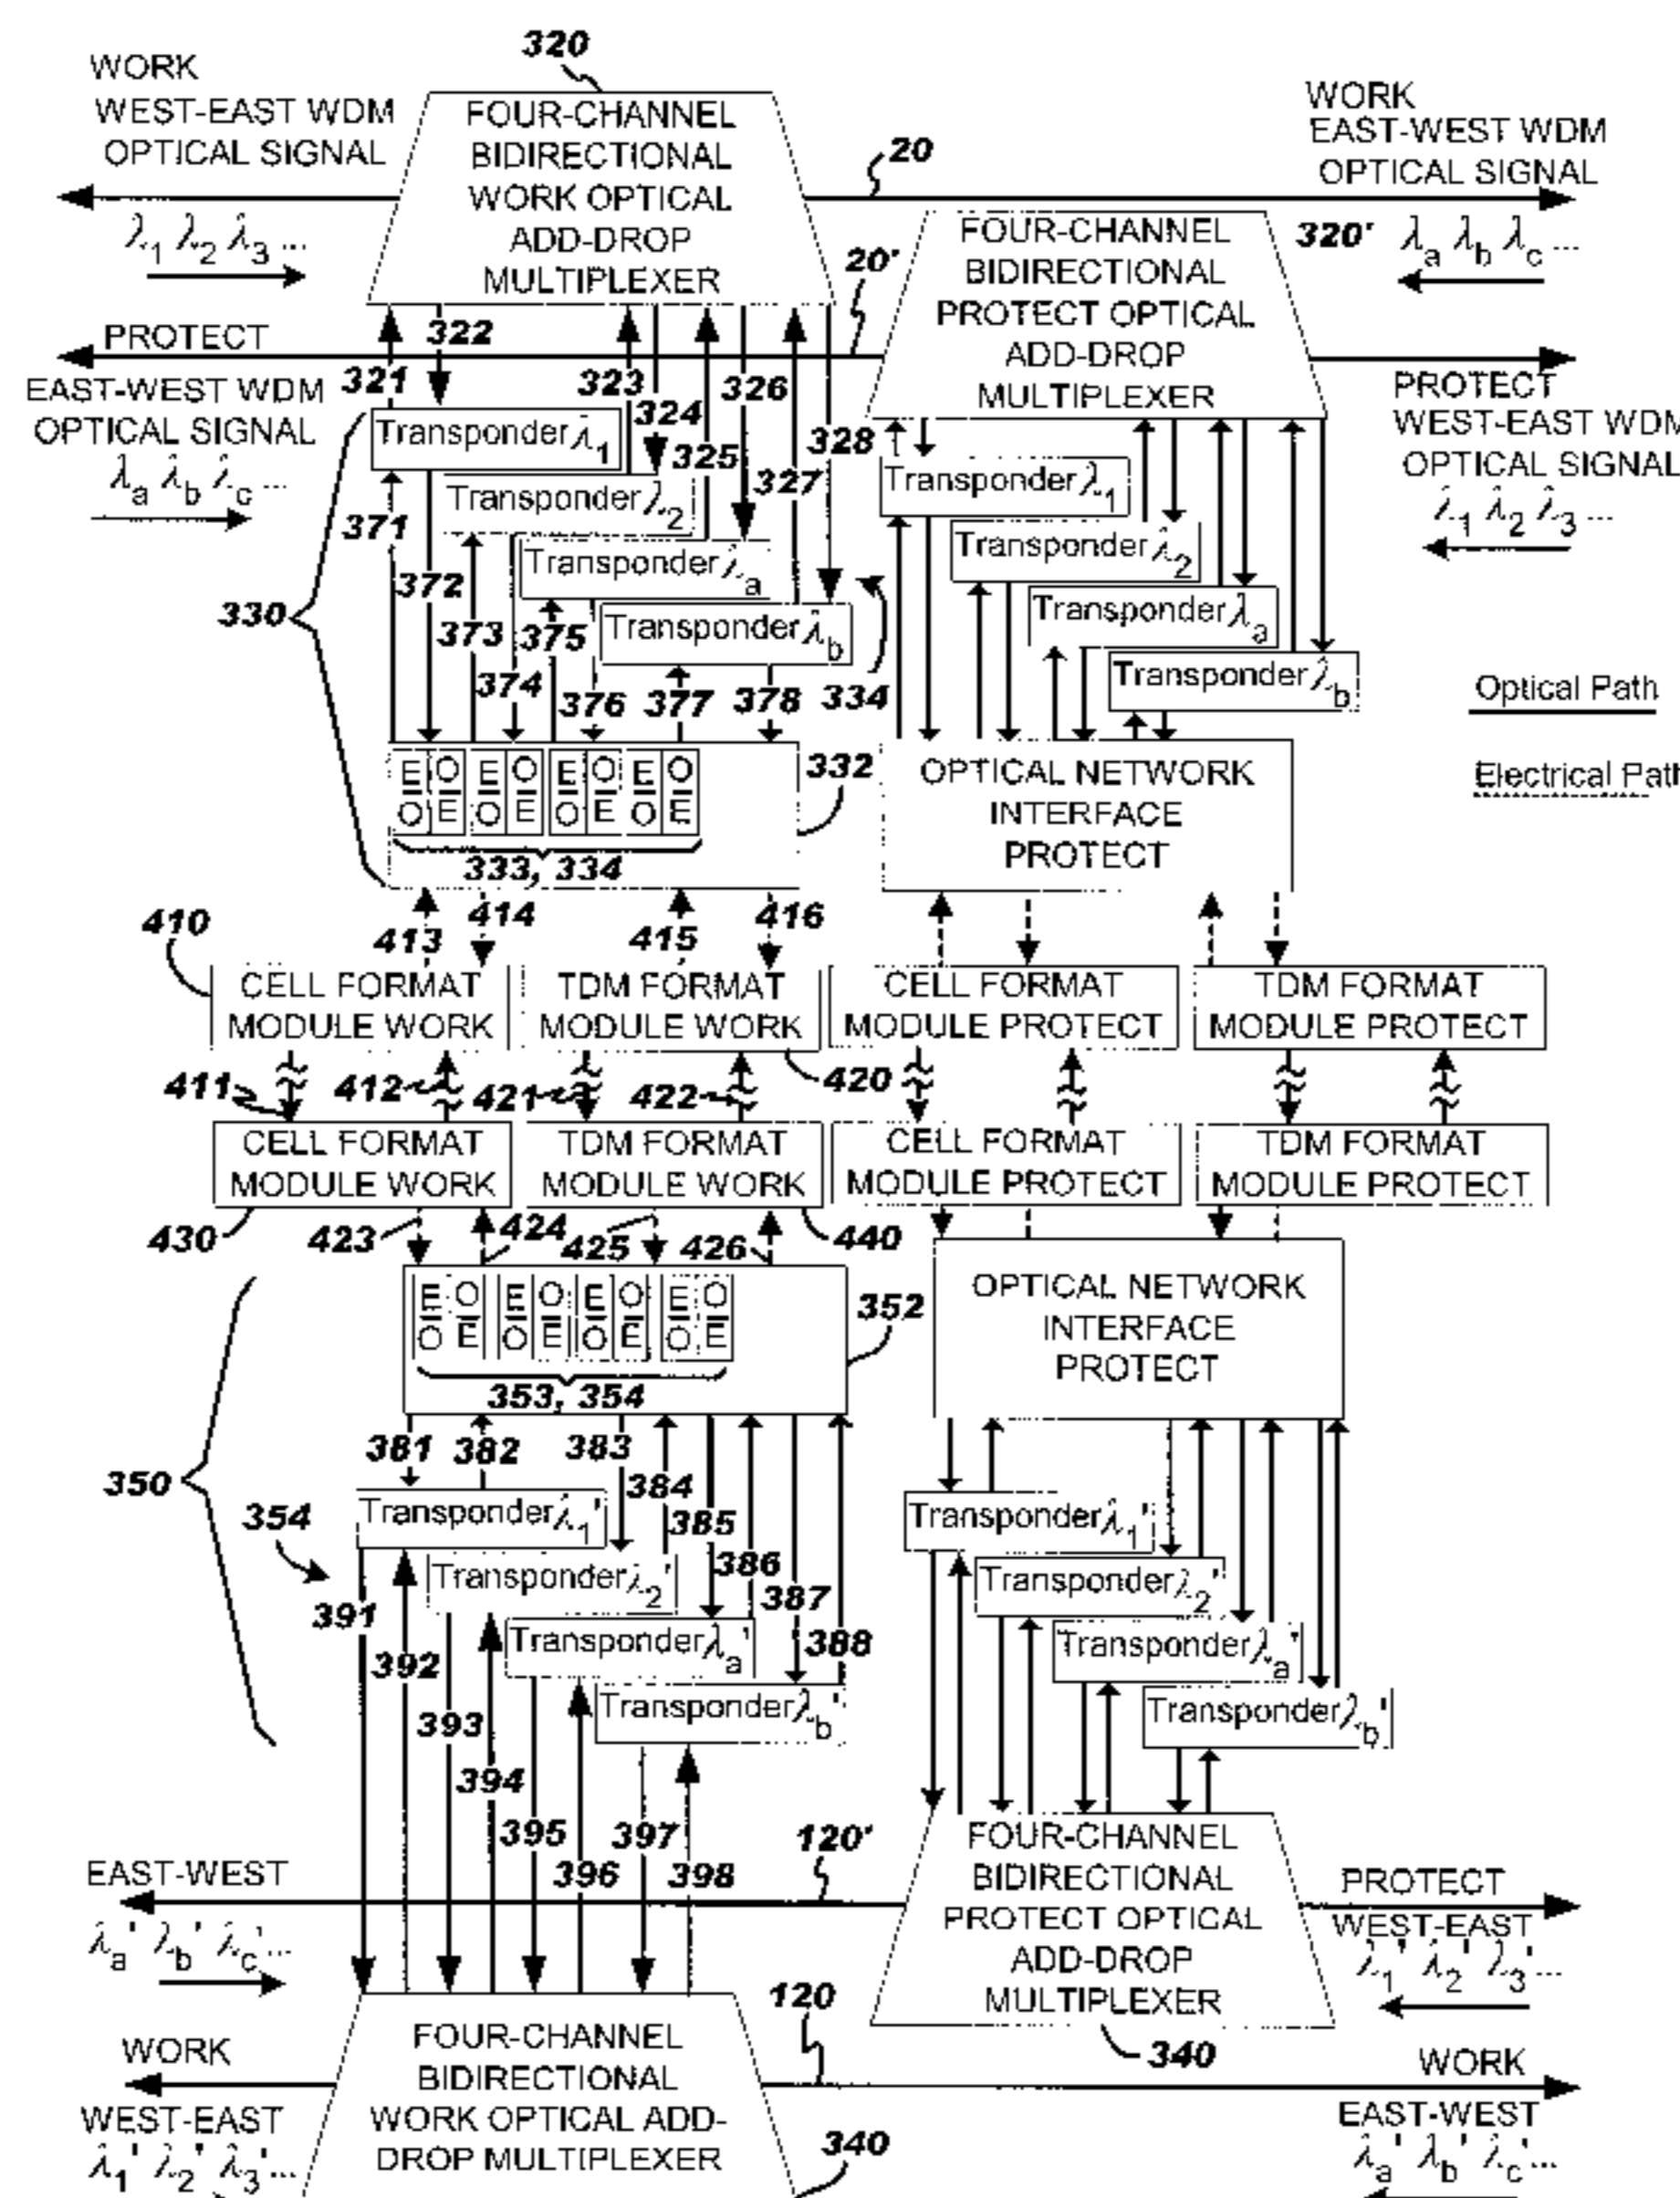 320
WORK
WEST-EAST WDM
OPTICAL SIGNAL
λ1 λ2 λ3 ...
FOUR-CHANNEL
BIDIRECTIONAL
WORK OPTICAL
ADD-DROP
MULTIPLEXER
20
WORK
EAST-WEST WDM
OPTICAL SIGNAL
320' λa λb λc ...
20'
FOUR-CHANNEL
BIDIRECTIONAL
PROTECT OPTICAL
ADD-DROP
MULTIPLEXER
PROTECT
EAST-WEST WDM
OPTICAL SIGNAL
λa λb λc ...
PROTECT
WEST-EAST WDM
OPTICAL SIGNAL
λ1 λ2 λ3 ...
321 322 323 324 325 326 327 328
Transponder λ1
Transponder λ2
Transponder λa
Transponder λb
330
371 372 373 374 375 376 377 378 334
Transponder λ1
Transponder λ2
Transponder λa
Transponder λb
Optical Path
Electrical Path
E O E O E O E O
O E O E O E O E
333, 334
332
OPTICAL NETWORK
INTERFACE
PROTECT
410 413 414 415 416
CELL FORMAT
MODULE WORK
TDM FORMAT
MODULE WORK
CELL FORMAT
MODULE PROTECT
TDM FORMAT
MODULE PROTECT
411 412 421 422 420
CELL FORMAT
MODULE WORK
TDM FORMAT
MODULE WORK
CELL FORMAT
MODULE PROTECT
TDM FORMAT
MODULE PROTECT
430 423 424 425 426 440
E O E O E O E O
O E O E O E O E
353, 354
352
OPTICAL NETWORK
INTERFACE
PROTECT
350
381 382 383 384 385 386 387 388
354
Transponder λ1'
Transponder λ2'
Transponder λa'
Transponder λb'
Transponder λ1'
Transponder λ2'
Transponder λa'
Transponder λb'
391 392 393 394 395 396 397 398
120'
EAST-WEST
λa' λb' λc' ...
FOUR-CHANNEL
BIDIRECTIONAL
PROTECT OPTICAL
ADD-DROP
MULTIPLEXER
340
PROTECT
WEST-EAST
λ1' λ2' λ3' ...
120
WORK
WEST-EAST
λ1' λ2' λ3' ...
FOUR-CHANNEL
BIDIRECTIONAL
WORK OPTICAL ADD-
DROP MULTIPLEXER
340
WORK
EAST-WEST
λa' λb' λc' ...